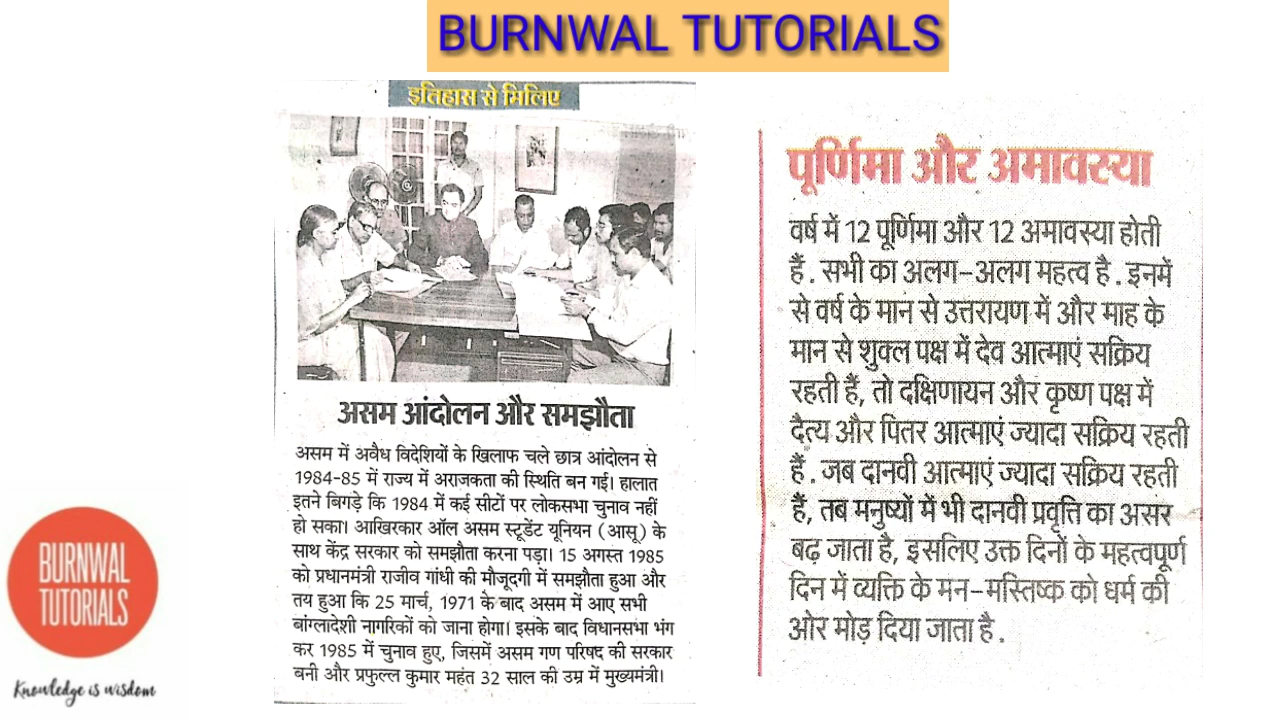 BURNWAL TUTORIALS
इतिहास से मिलिए
असम आंदोलन और समझौता
असम में अवैध विदेशियों के खिलाफ चले छात्र आंदोलन से
1984-85 में राज्य में अराजकता की स्थिति बन गई। हालात
इतने बिगड़े कि 1984 में कई सीटों पर लोकसभा चुनाव नहीं
हो सका। आखिरकार ऑल असम स्टूडेंट यूनियन (आसू) के
साथ केंद्र सरकार को समझौता करना पड़ा। 15 अगस्त 1985
को प्रधानमंत्री राजीव गांधी की मौजूदगी में समझौता हुआ और
तय हुआ कि 25 मार्च, 1971 के बाद असम में आए सभी
बांग्लादेशी नागरिकों को जाना होगा। इसके बाद विधानसभा भंग
कर 1985 में चुनाव हुए, जिसमें असम गण परिषद की सरकार
बनी और प्रफुल्ल कुमार महंत 32 साल की उम्र में मुख्यमंत्री।
पूर्णिमा और अमावस्या
वर्ष में 12 पूर्णिमा और 12 अमावस्या होती
हैं. सभी का अलग-अलग महत्व है. इनमें
से वर्ष के मान से उत्तरायण में और माह के
मान से शुक्ल पक्ष में देव आत्माएं सक्रिय
रहती हैं, तो दक्षिणायन और कृष्ण पक्ष में
दैत्य और पितर आत्माएं ज्यादा सक्रिय रहती
हैं. जब दानवी आत्माएं ज्यादा सक्रिय रहती
हैं, तब मनुष्यों में भी दानवी प्रवृत्ति का असर
बढ़ जाता है, इसलिए उक्त दिनों के महत्वपूर्ण
दिन में व्यक्ति के मन-मस्तिष्क को धर्म की
ओर मोड़ दिया जाता है.
BURNWAL
TUTORIALS
Knowledge is wisdom